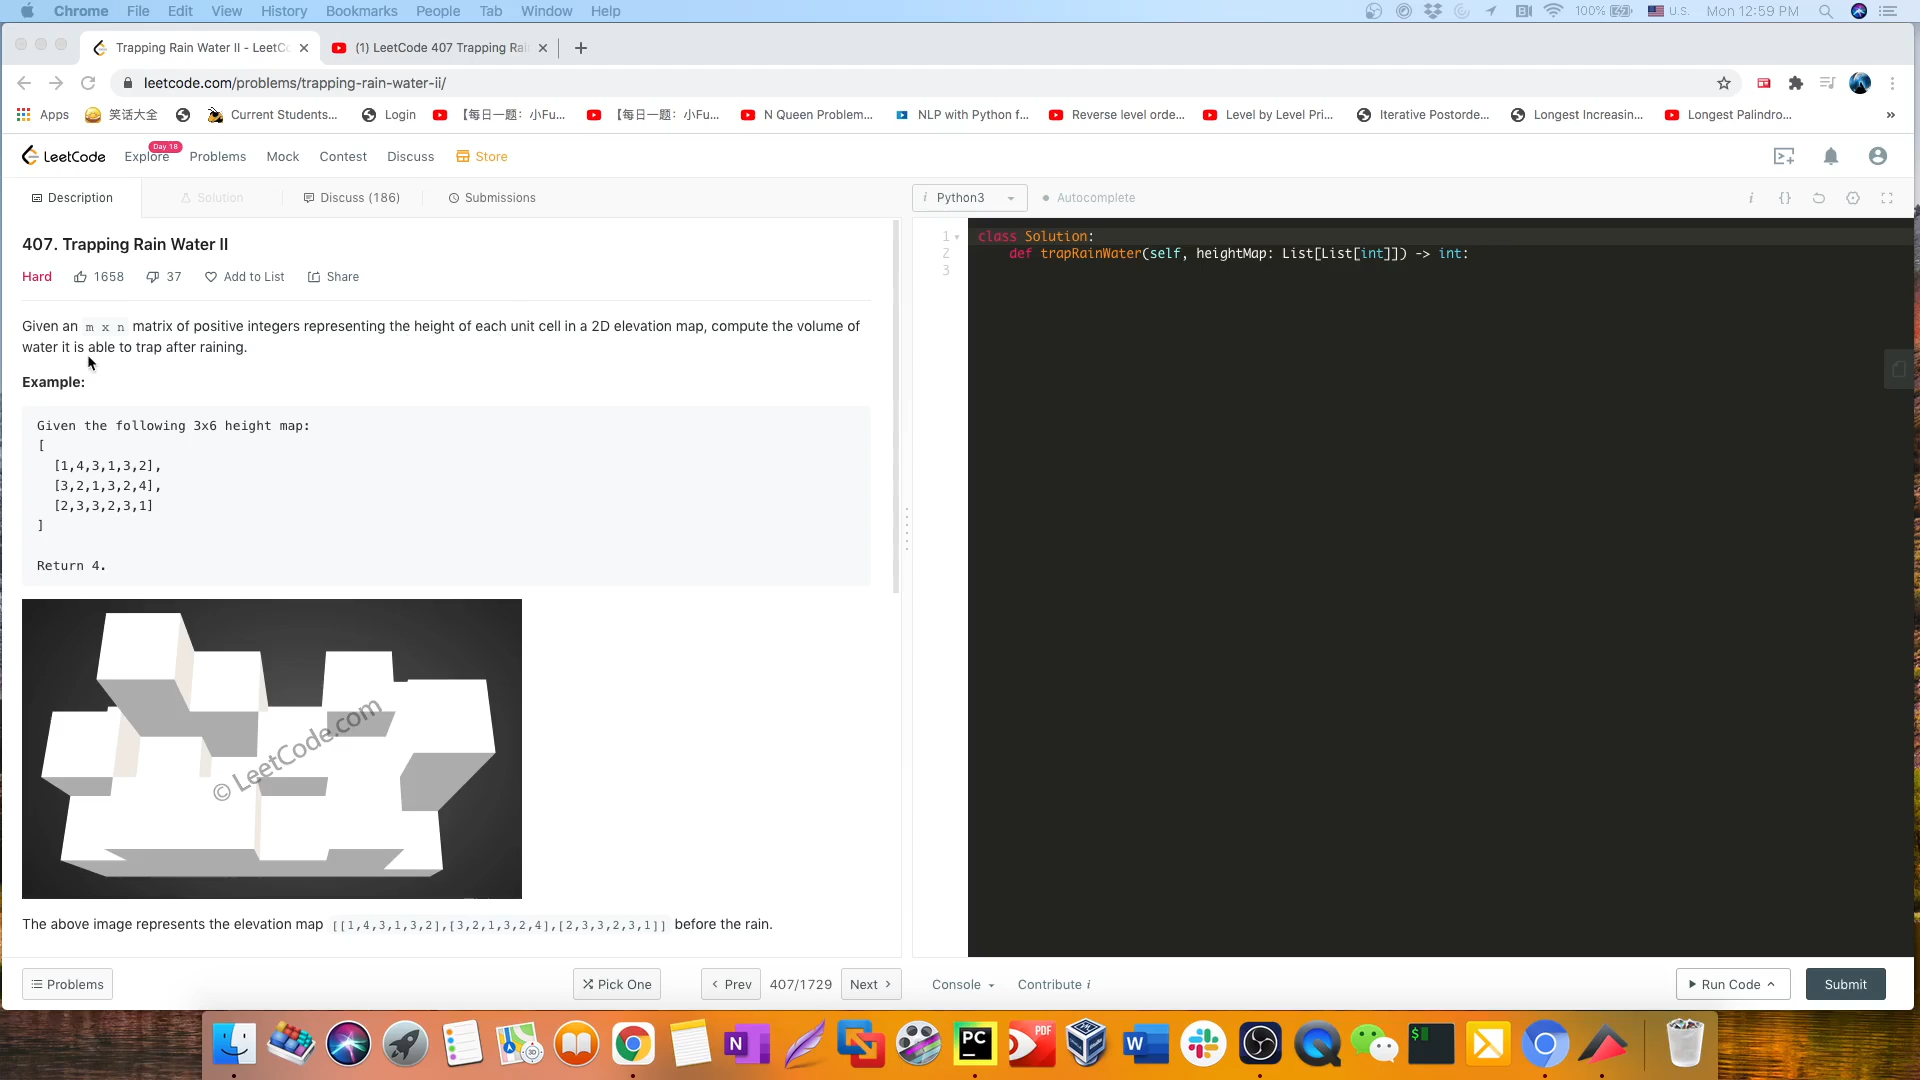 Chrome File Edit View History Bookmarks People Tab Window Help
100% U.S. Mon 12:59 PM
Trapping Rain Water II - LeetCo
(1) LeetCode 407 Trapping Rai
leetcode.com/problems/trapping-rain-water-ii/
Apps 笑话大全 Current Students... Login 【每日一题：小Fu... 【每日一题：小Fu... N Queen Problem... NLP with Python f... Reverse level orde... Level by Level Pri... Iterative Postorde... Longest Increasin... Longest Palindro... »
LeetCode Explore Day 18 Problems Mock Contest Discuss Store
Description Solution Discuss (186) Submissions
i Python3 Autocomplete i {}
407. Trapping Rain Water II
Hard 1658 37 Add to List Share
Given an m x n matrix of positive integers representing the height of each unit cell in a 2D elevation map, compute the volume of
water it is able to trap after raining.
Example:
Given the following 3x6 height map:
[
[1,4,3,1,3,2],
[3,2,1,3,2,4],
[2,3,3,2,3,1]
]
Return 4.
© LeetCode.com
The above image represents the elevation map [[1,4,3,1,3,2],[3,2,1,3,2,4],[2,3,3,2,3,1]] before the rain.
1 class Solution:
2 def trapRainWater(self, heightMap: List[List[int]]) -> int:
3
Problems Pick One Prev 407/1729 Next Console Contribute i Run Code Submit
3D
N
PC
PDF
W
$